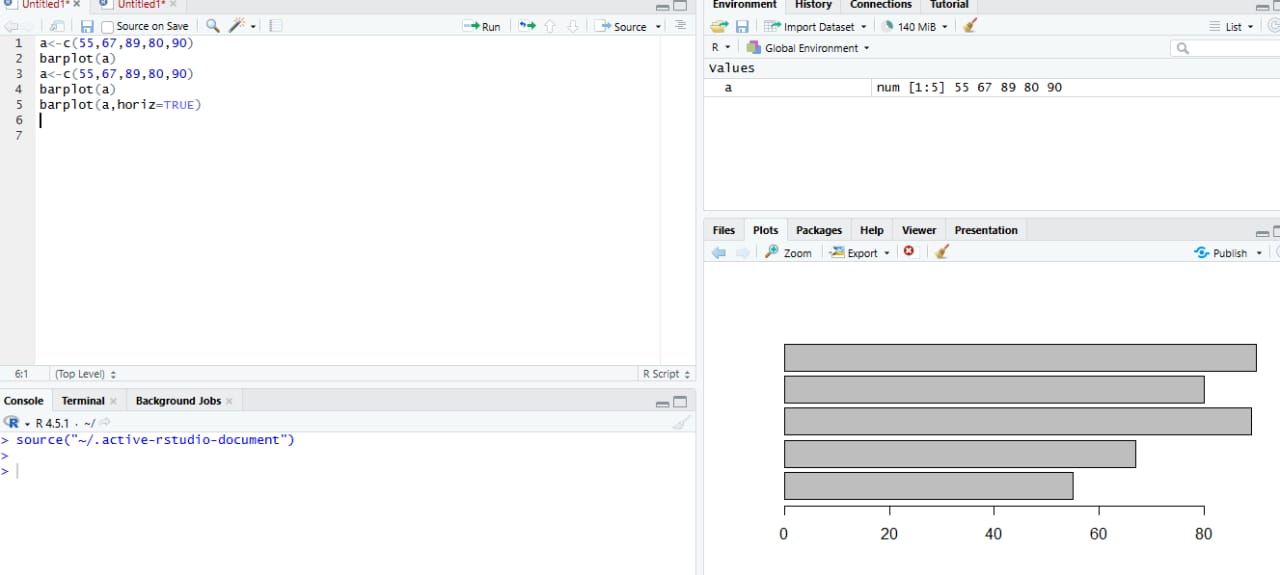 Untitled1* × Untitled1* ×
Source on Save Run Source
1 a<-c(55,67,89,80,90)
2 barplot(a)
3 a<-c(55,67,89,80,90)
4 barplot(a)
5 barplot(a,horiz=TRUE)
6
7
6:1 (Top Level) R Script
Console Terminal × Background Jobs ×
R 4.5.1 · ~/
> source("~/.active-rstudio-document")
>
>
Environment History Connections Tutorial
Import Dataset 140 MiB List
R Global Environment
Values
a num [1:5] 55 67 89 80 90
Files Plots Packages Help Viewer Presentation
Zoom Export Publish
0 20 40 60 80